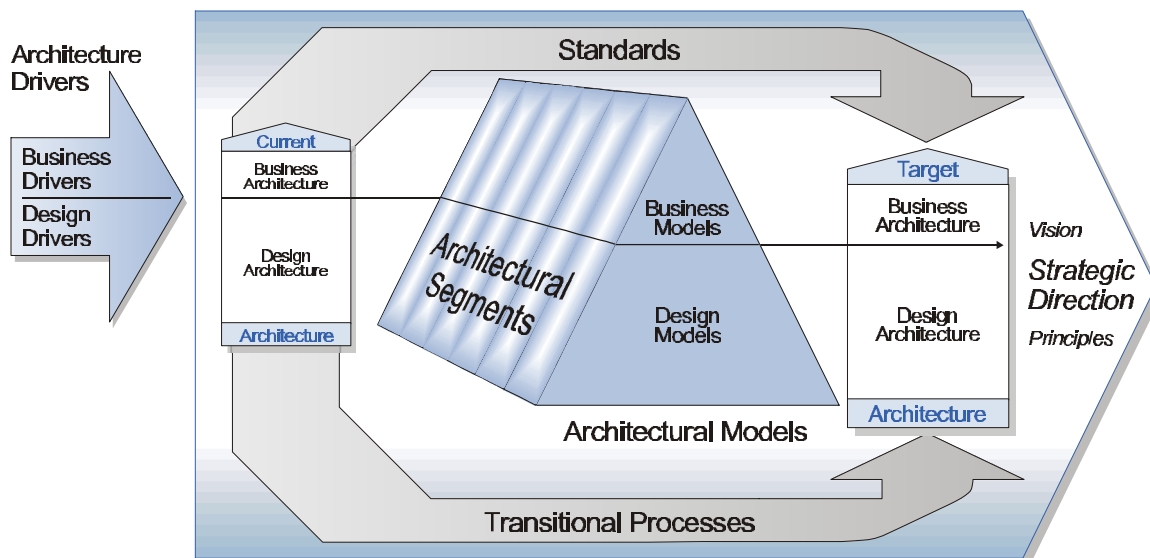 Architecture
Drivers
Business
Drivers
Design
Drivers
Standards
Current
Business
Architecture
Design
Architecture
Architecture
Architectural
Segments
Business
Models
Design
Models
Architectural Models
Target
Business
Architecture
Design
Architecture
Architecture
Vision
Strategic
Direction
Principles
Transitional Processes